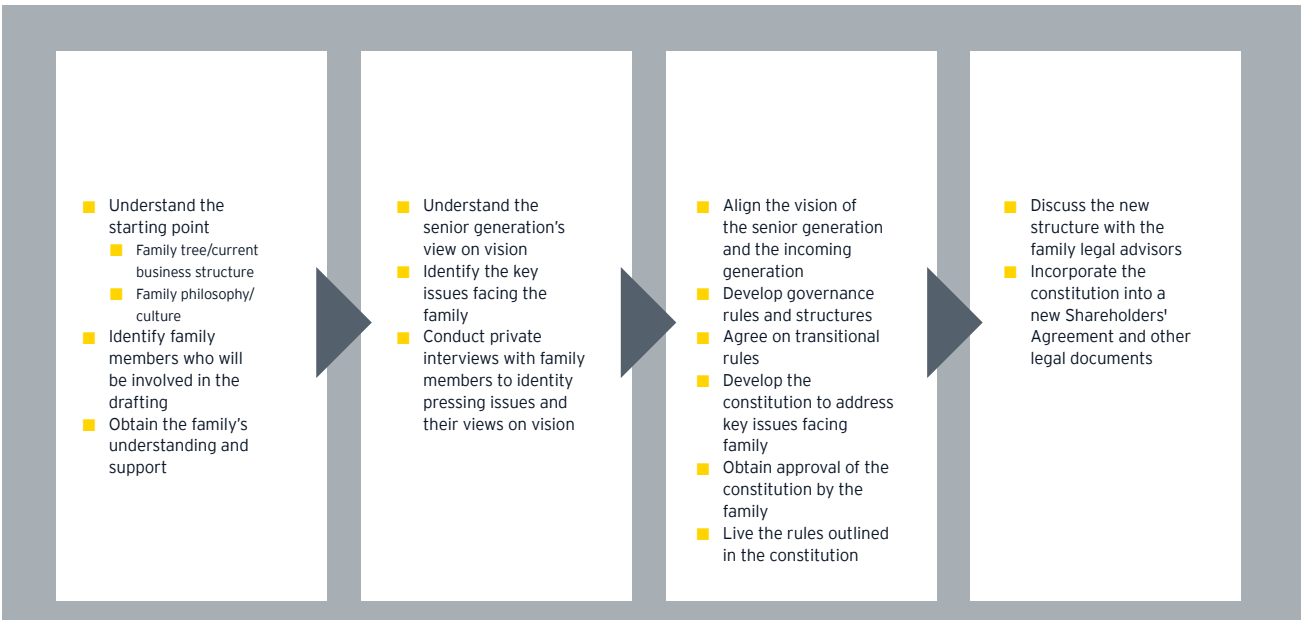 Understand the
starting point
Family tree/current
business structure
Family philosophy/
culture
Identify family
members who will
be involved in the
drafting
Obtain the family’s
understanding and
support
Understand the
senior generation’s
view on vision
Identify the key
issues facing the
family
Conduct private
interviews with family
members to identity
pressing issues and
their views on vision
Align the vision of
the senior generation
and the incoming
generation
Develop governance
rules and structures
Agree on transitional
rules
Develop the
constitution to address
key issues facing
family
Obtain approval of the
constitution by the
family
Live the rules outlined
in the constitution
Discuss the new
structure with the
family legal advisors
Incorporate the
constitution into a
new Shareholders'
Agreement and other
legal documents